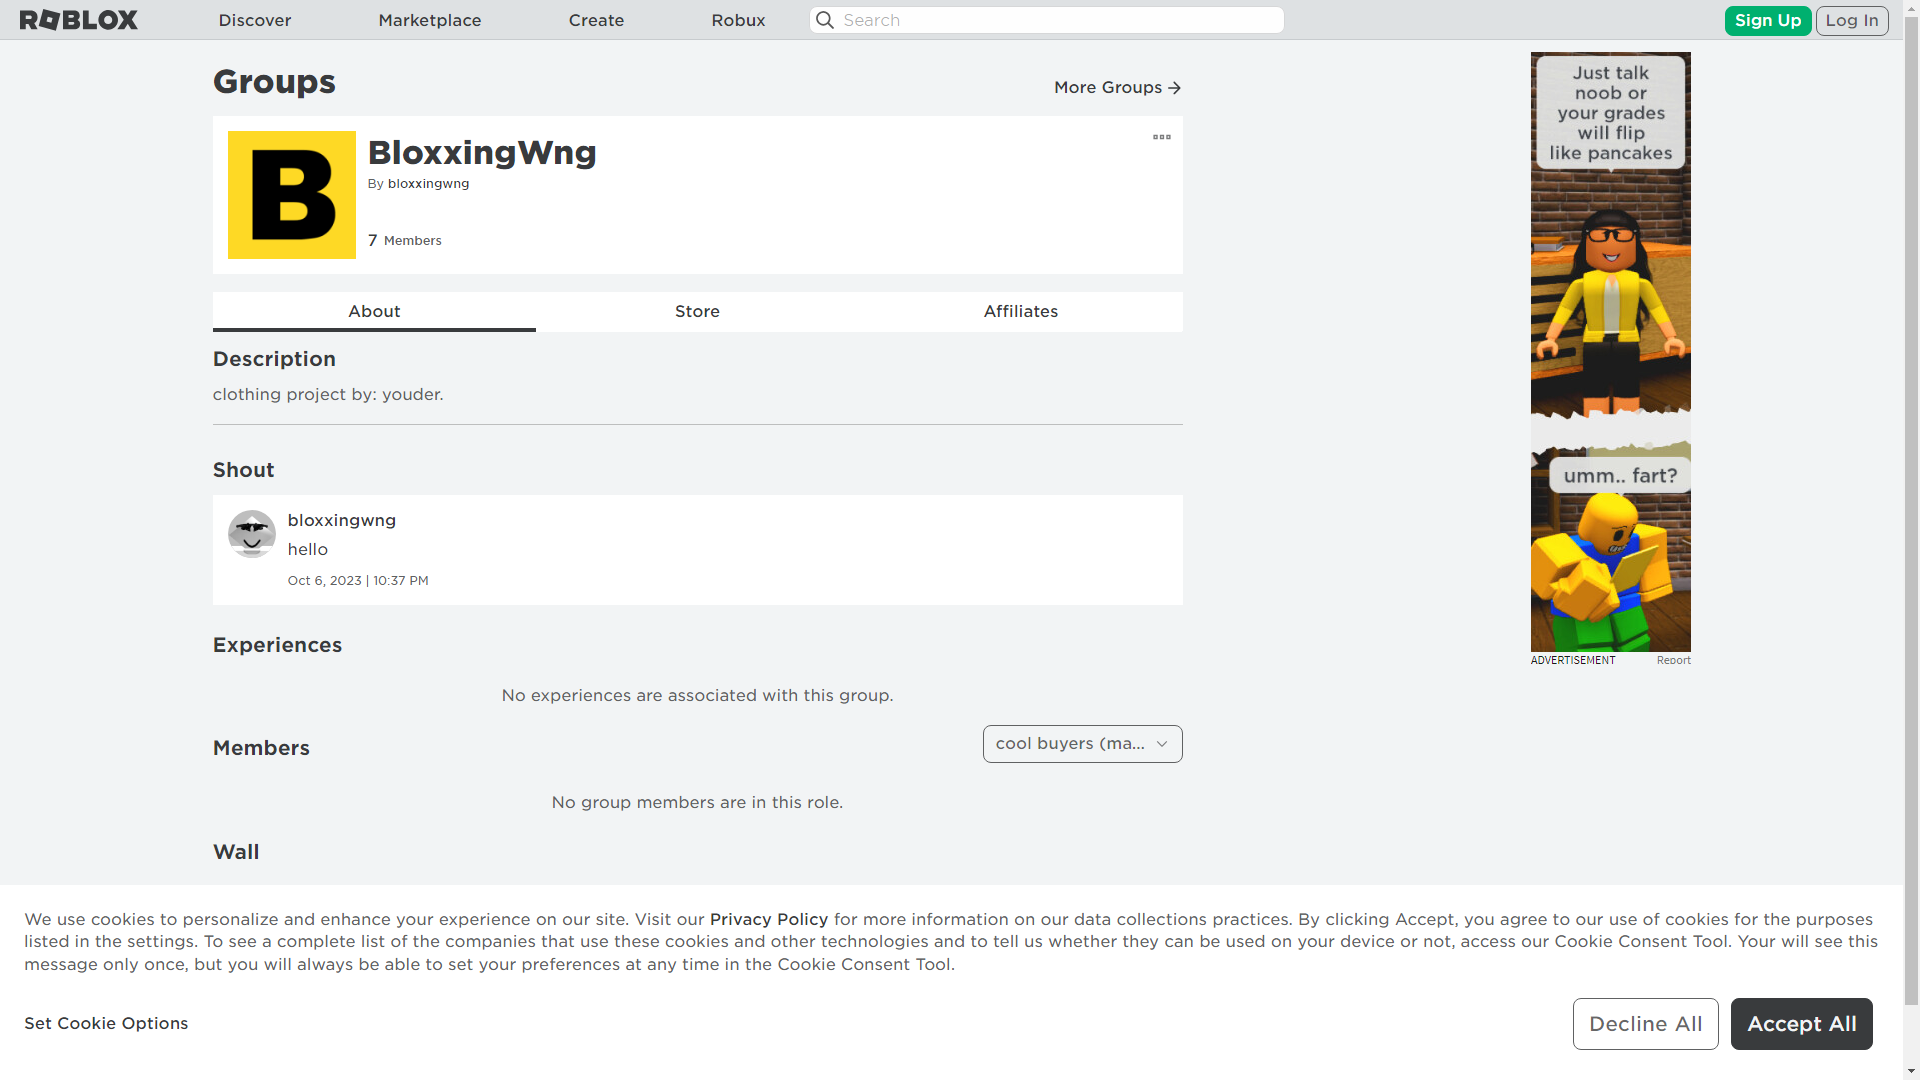 ROBLOX
Discover
Marketplace
Create
Robux
Search
Sign Up
Log In
Groups
More Groups →
B
BloxxingWng
By bloxxingwng
7 Members
About
Store
Affiliates
Description
clothing project by: youder.
Shout
bloxxingwng
hello
Oct 6, 2023 | 10:37 PM
Experiences
No experiences are associated with this group.
Members
cool buyers (ma...
No group members are in this role.
Wall
Just talk
noob or
your grades
will flip
like pancakes
umm.. fart?
ADVERTISEMENT
Report
We use cookies to personalize and enhance your experience on our site. Visit our Privacy Policy for more information on our data collections practices. By clicking Accept, you agree to our use of cookies for the purposes
listed in the settings. To see a complete list of the companies that use these cookies and other technologies and to tell us whether they can be used on your device or not, access our Cookie Consent Tool. Your will see this
message only once, but you will always be able to set your preferences at any time in the Cookie Consent Tool.
Set Cookie Options
Decline All
Accept All